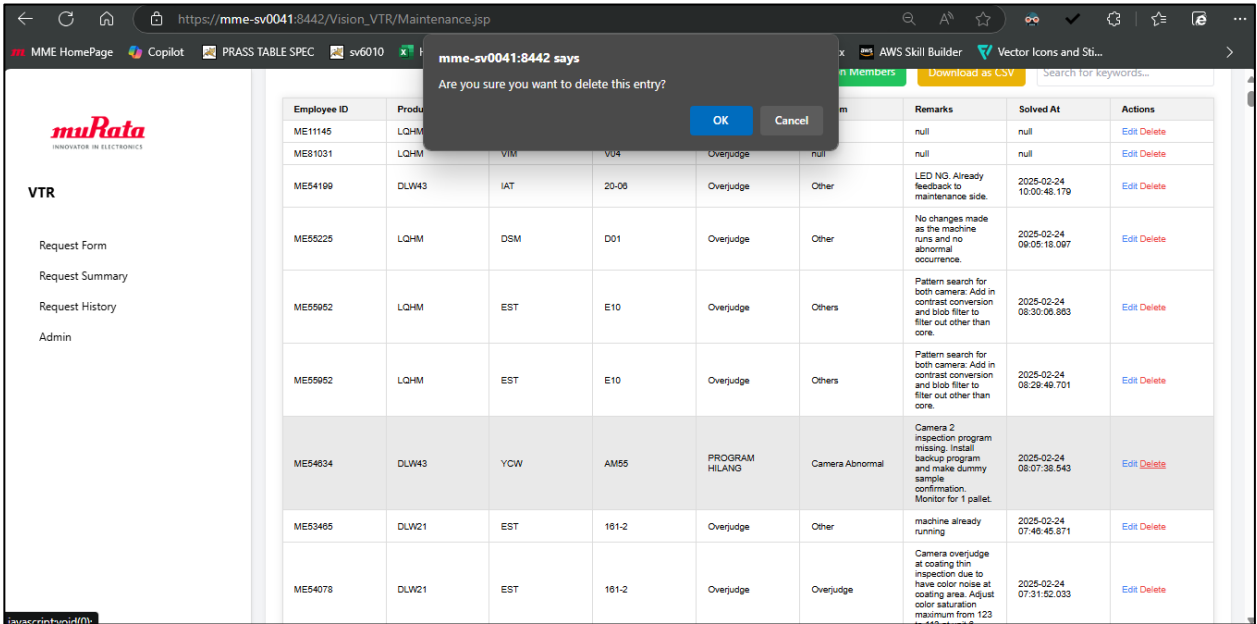 https://mme-sv0041:8442/Vision_VTR/Maintenance.jsp
MME HomePage Copilot PRASS TABLE SPEC sv6010 AWS Skill Builder Vector Icons and Sti...
mme-sv0041:8442 says
Are you sure you want to delete this entry?
OK Cancel
Members Download as CSV Search for keywords...
muRata
INNOVATOR IN ELECTRONICS
VTR
Request Form
Request Summary
Request History
Admin
Employee ID Remarks Solved At Actions
ME11145 LQHM null null Edit Delete
ME81031 LQHM VIM V04 Overjudge null null null Edit Delete
ME54199 DLW43 IAT 20-06 Overjudge Other
LED NG. Already
feedback to
maintenance side.
2025-02-24
10:00:48.179
Edit Delete
ME55225 LQHM DSM D01 Overjudge Other
No changes made
as the machine
runs and no
abnormal
occurrence.
2025-02-24
09:05:18.097
Edit Delete
ME55952 LQHM EST E10 Overjudge Others
Pattern search for
both camera: Add in
contrast conversion
and blob filter to
filter out other than
core.
2025-02-24
08:30:06.863
Edit Delete
ME55952 LQHM EST E10 Overjudge Others
Pattern search for
both camera: Add in
contrast conversion
and blob filter to
filter out other than
core.
2025-02-24
08:29:49.701
Edit Delete
ME54634 DLW43 YCW AM55
PROGRAM
HILANG
Camera Abnormal
Camera 2
inspection program
missing. Install
backup program
and make dummy
sample
confirmation.
Monitor for 1 pallet.
2025-02-24
08:07:38.543
Edit Delete
ME53465 DLW21 EST 161-2 Overjudge Other
machine already
running
2025-02-24
07:46:45.871
Edit Delete
ME54078 DLW21 EST 161-2 Overjudge Overjudge
Camera overjudge
at coating thin
inspection due to
have color noise at
coating area. Adjust
color saturation
maximum from 123
2025-02-24
07:31:52.033
Edit Delete
javascript:void(0);